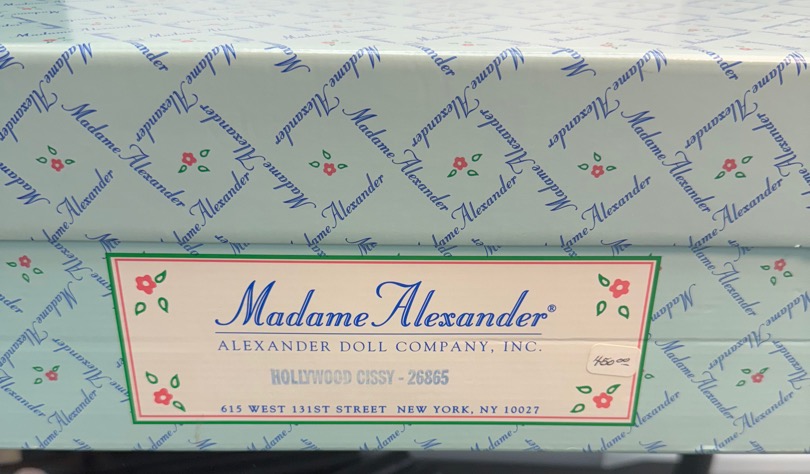 Madame Alexander®
ALEXANDER DOLL COMPANY, INC.
HOLLYWOOD CISSY - 26865
450.00
615 WEST 131ST STREET NEW YORK, NY 10027